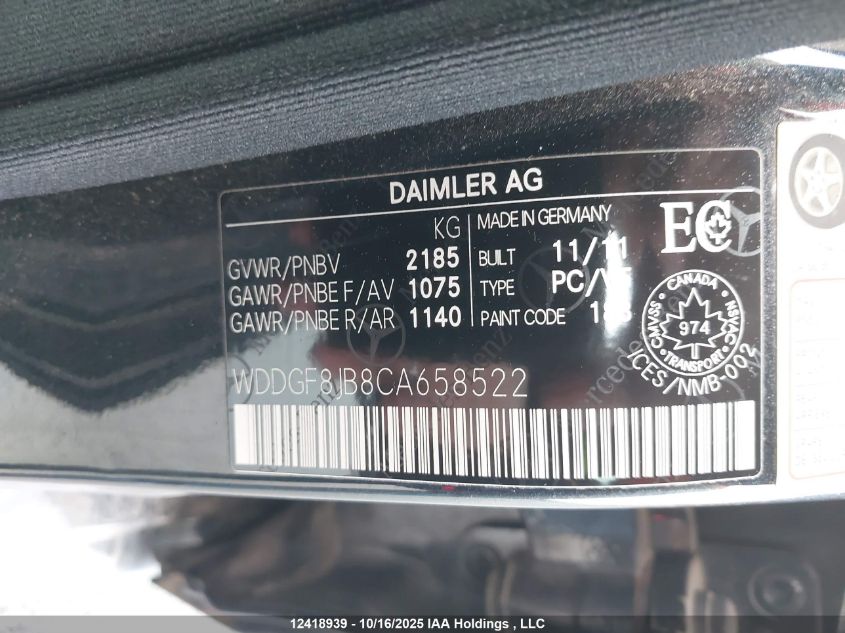 DAIMLER AG
KG
GVWR/PNBV 2185
GAWR/PNBE F/AV 1075
GAWR/PNBE R/AR 1140
MADE IN GERMANY
BUILT 11/11
TYPE
PAINT CODE
EC
CANADA
CMVSS
NSVAC
974
TRANSPORT
ICES/NMB-002
WDDGF8JB8CA658522
12418939 - 10/16/2025 IAA Holdings , LLC